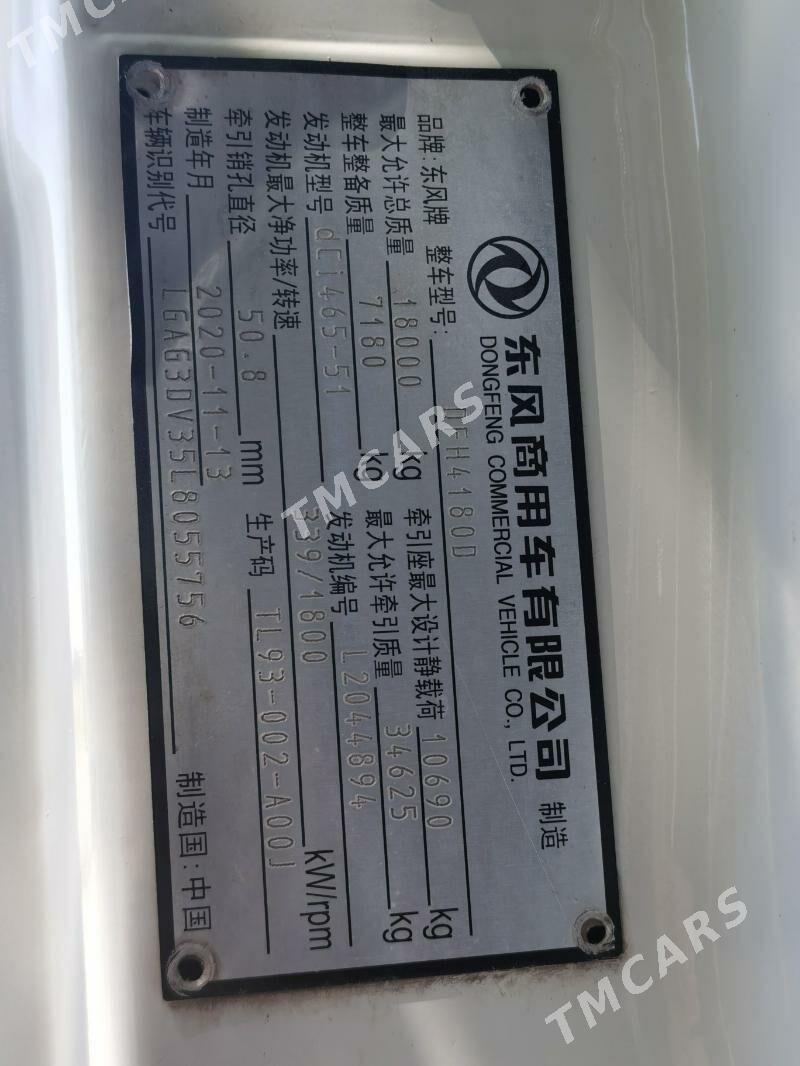 东风商用车有限公司 制造
DONGFENG COMMERCIAL VEHICLE CO., LTD.
品牌:东风牌 整车型号: DFH4180D
最大允许总质量 18000 kg 牵引座最大设计静载荷 10690 kg
整车整备质量 7180 kg 最大允许牵引质量 34625 kg
发动机型号 dCi465-51 发动机编号 L2044894
发动机最大净功率/转速 339/1800 kW/rpm
牵引销孔直径 50.8 mm 生产码 TL93-002-A00J
制造年月 2020-11-13
车辆识别代号 LGAG3DV35L8055756 制造国:中国
TMCARS
TMCARS
TMCARS